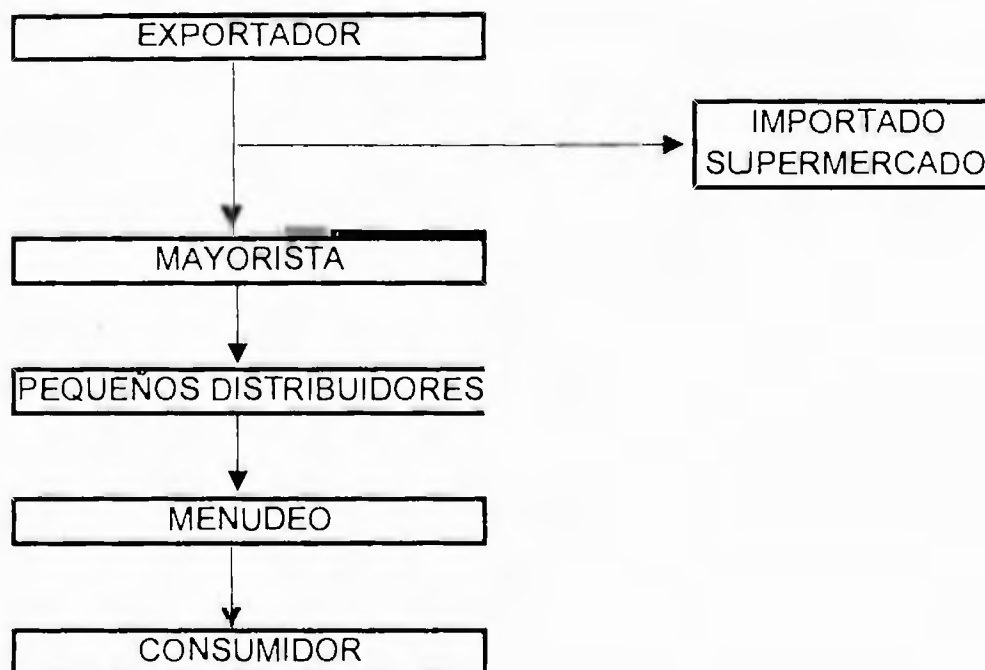 EXPORTADOR
IMPORTADO
SUPERMERCADO
MAYORISTA
PEQUEÑOS DISTRIBUIDORES
MENUDEO
CONSUMIDOR